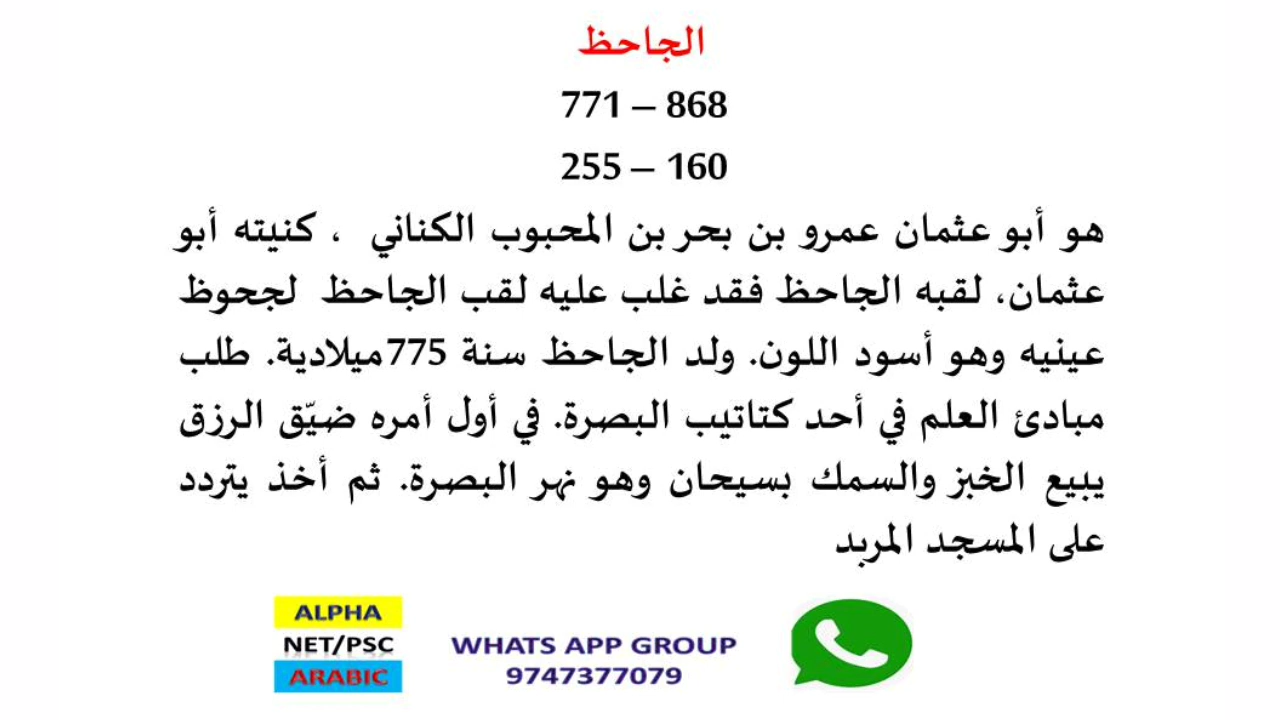 الجاحظ
771 – 868
255 – 160
هو أبو عثمان عمرو بن بحر بن المحبوب الكناني ، كنيته أبو
عثمان، لقبه الجاحظ فقد غلب عليه لقب الجاحظ لجحوظ
عينيه وهو أسود اللون. ولد الجاحظ سنة 775ميلادية. طلب
مبادئ العلم في أحد كتاتيب البصرة. في أول أمره ضيّق الرزق
يبيع الخبز والسمك بسيحان وهو نهر البصرة. ثم أخذ يتردد
على المسجد المربد
ALPHA
NET/PSC
ARABIC
WHATS APP GROUP
9747377079